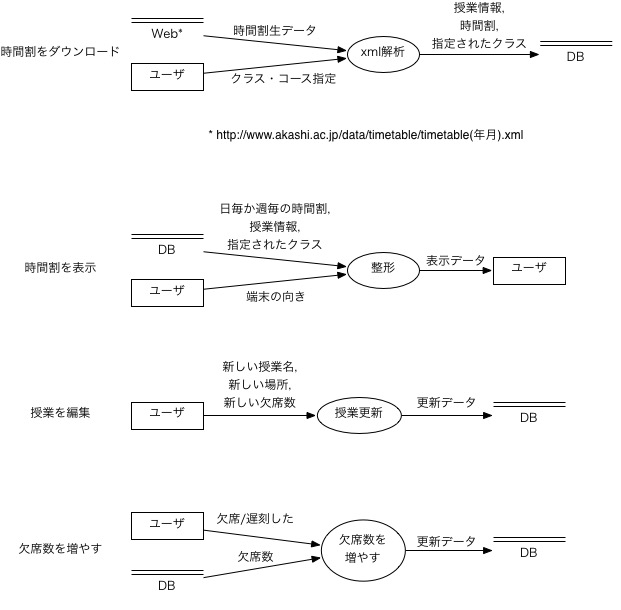 時間割をダウンロード
Web*
ユーザ
時間割生データ
クラス・コース指定
xml解析
授業情報,
時間割,
指定されたクラス
DB
* http://www.akashi.ac.jp/data/timetable/timetable(年月).xml
時間割を表示
DB
ユーザ
日毎か週毎の時間割,
授業情報,
指定されたクラス
端末の向き
整形
表示データ
ユーザ
授業を編集
ユーザ
新しい授業名,
新しい場所,
新しい欠席数
授業更新
更新データ
DB
欠席数を増やす
ユーザ
DB
欠席/遅刻した
欠席数
欠席数を
増やす
更新データ
DB